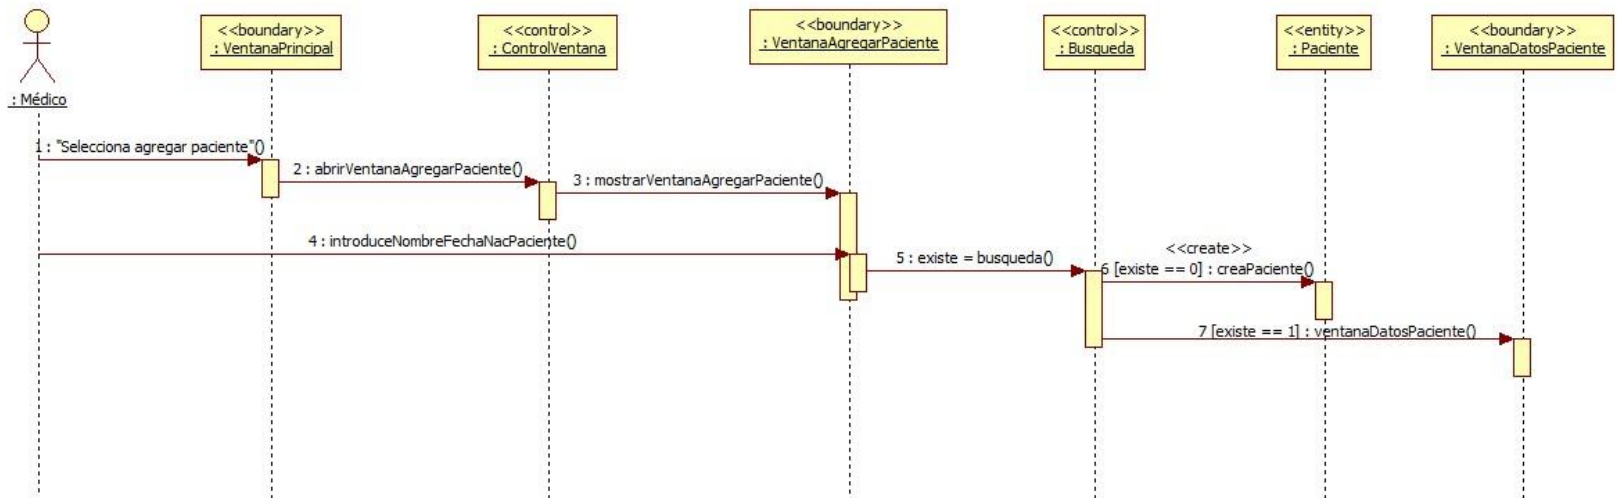 <<boundary>>
: VentanaPrincipal
<<control>>
: ControlVentana
<<boundary>>
: VentanaAgregarPaciente
<<control>>
: Busqueda
<<entity>>
: Paciente
<<boundary>>
: VentanaDatosPaciente
: Médico
1 : "Selecciona agregar paciente"()
2 : abrirVentanaAgregarPaciente()
3 : mostrarVentanaAgregarPaciente()
4 : introduceNombreFechaNacPaciente()
5 : existe = busqueda()
<<create>>
6 [existe == 0] : creaPaciente()
7 [existe == 1] : ventanaDatosPaciente()